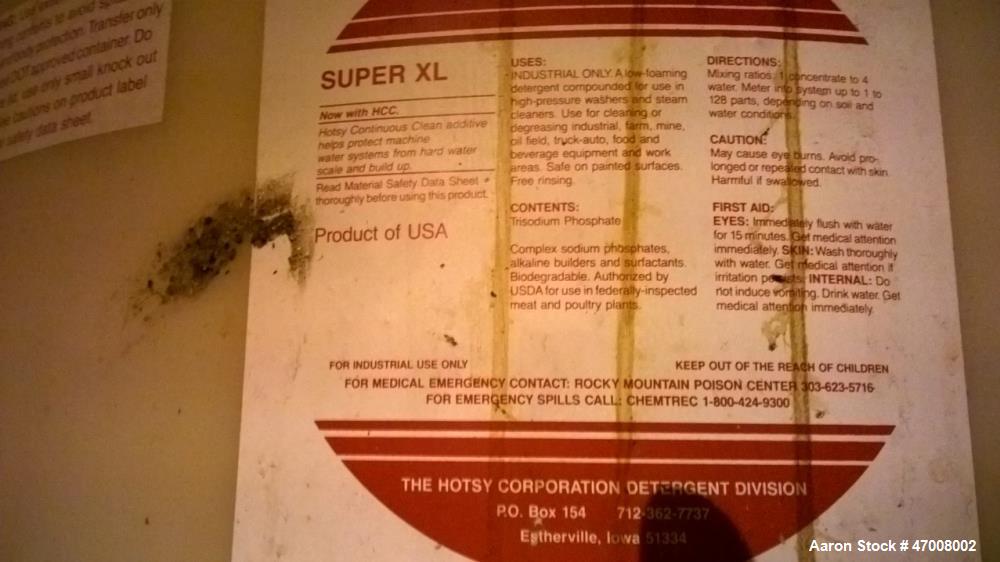 contents to avoid
protection. Transfer only
DOT approved container. Do
use only small knock out
cautions on product label
safety data sheet.
SUPER XL
Now with HCC.
Hotsy Continuous Clean additive
helps protect machine
water systems from hard water
scale and build up.
Read Material Safety Data Sheet
thoroughly before using this product.
Product of USA
USES:
INDUSTRIAL ONLY. A low-foaming
detergent compounded for use in
high-pressure washers and steam
cleaners. Use for cleaning or
degreasing industrial, farm, mine,
oil field, truck-auto, food and
beverage equipment and work
areas. Safe on painted surfaces.
Free rinsing.
CONTENTS:
Trisodium Phosphate
Complex sodium phosphates,
alkaline builders and surfactants.
Biodegradable. Authorized by
USDA for use in federally-inspected
meat and poultry plants.
DIRECTIONS:
Mixing ratios: 1 concentrate to 4
water. Meter into system up to 1 to
128 parts, depending on soil and
water conditions.
CAUTION:
May cause eye burns. Avoid pro-
longed or repeated contact with skin.
Harmful if swallowed.
FIRST AID:
EYES: Immediately flush with water
for 15 minutes. Get medical attention
immediately. SKIN: Wash thoroughly
with water. Get medical attention if
irritation persists. INTERNAL: Do
not induce vomiting. Drink water. Get
medical attention immediately.
FOR INDUSTRIAL USE ONLY
KEEP OUT OF THE REACH OF CHILDREN
FOR MEDICAL EMERGENCY CONTACT: ROCKY MOUNTAIN POISON CENTER 303-623-5716
FOR EMERGENCY SPILLS CALL: CHEMTREC 1-800-424-9300
THE HOTSY CORPORATION DETERGENT DIVISION
P.O. Box 154 712-362-7737
Estherville, Iowa 51334
Aaron Stock # 47008002